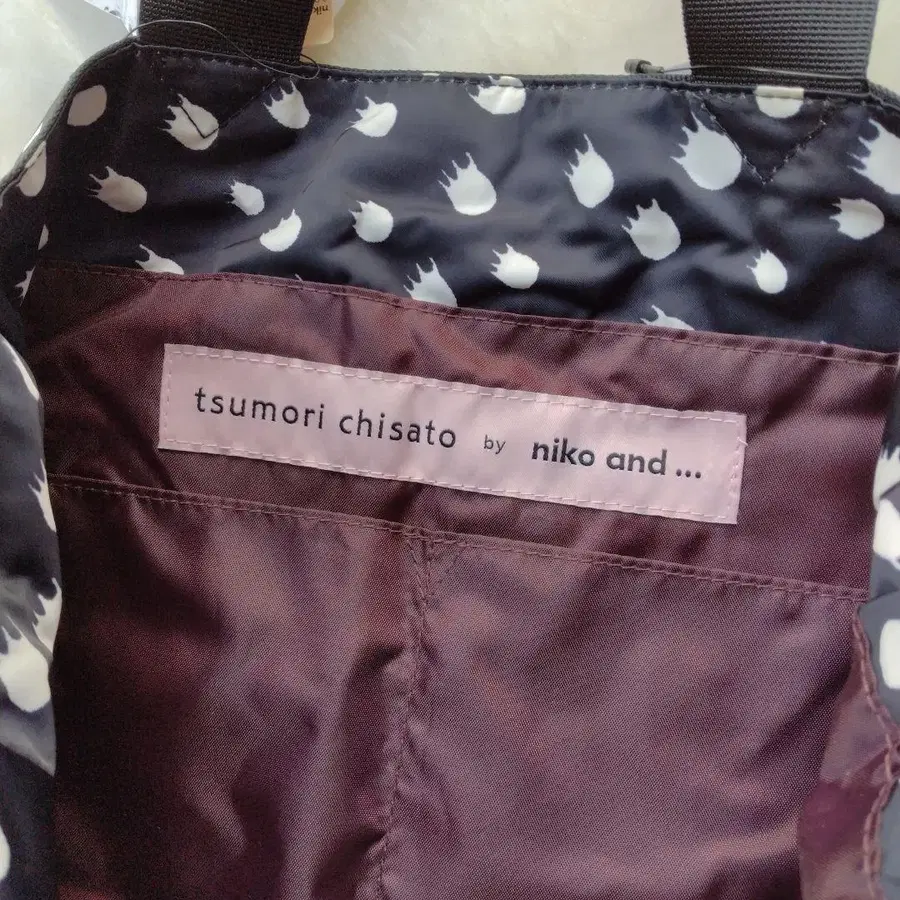 tsumori chisato by niko and ...